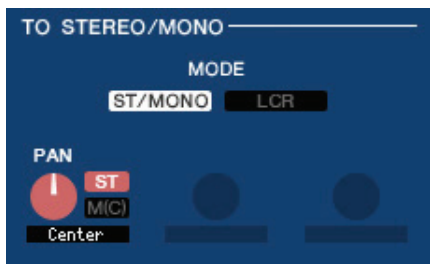 TO STEREO/MONO
MODE
ST/MONO LCR
PAN
ST
M(C)
Center